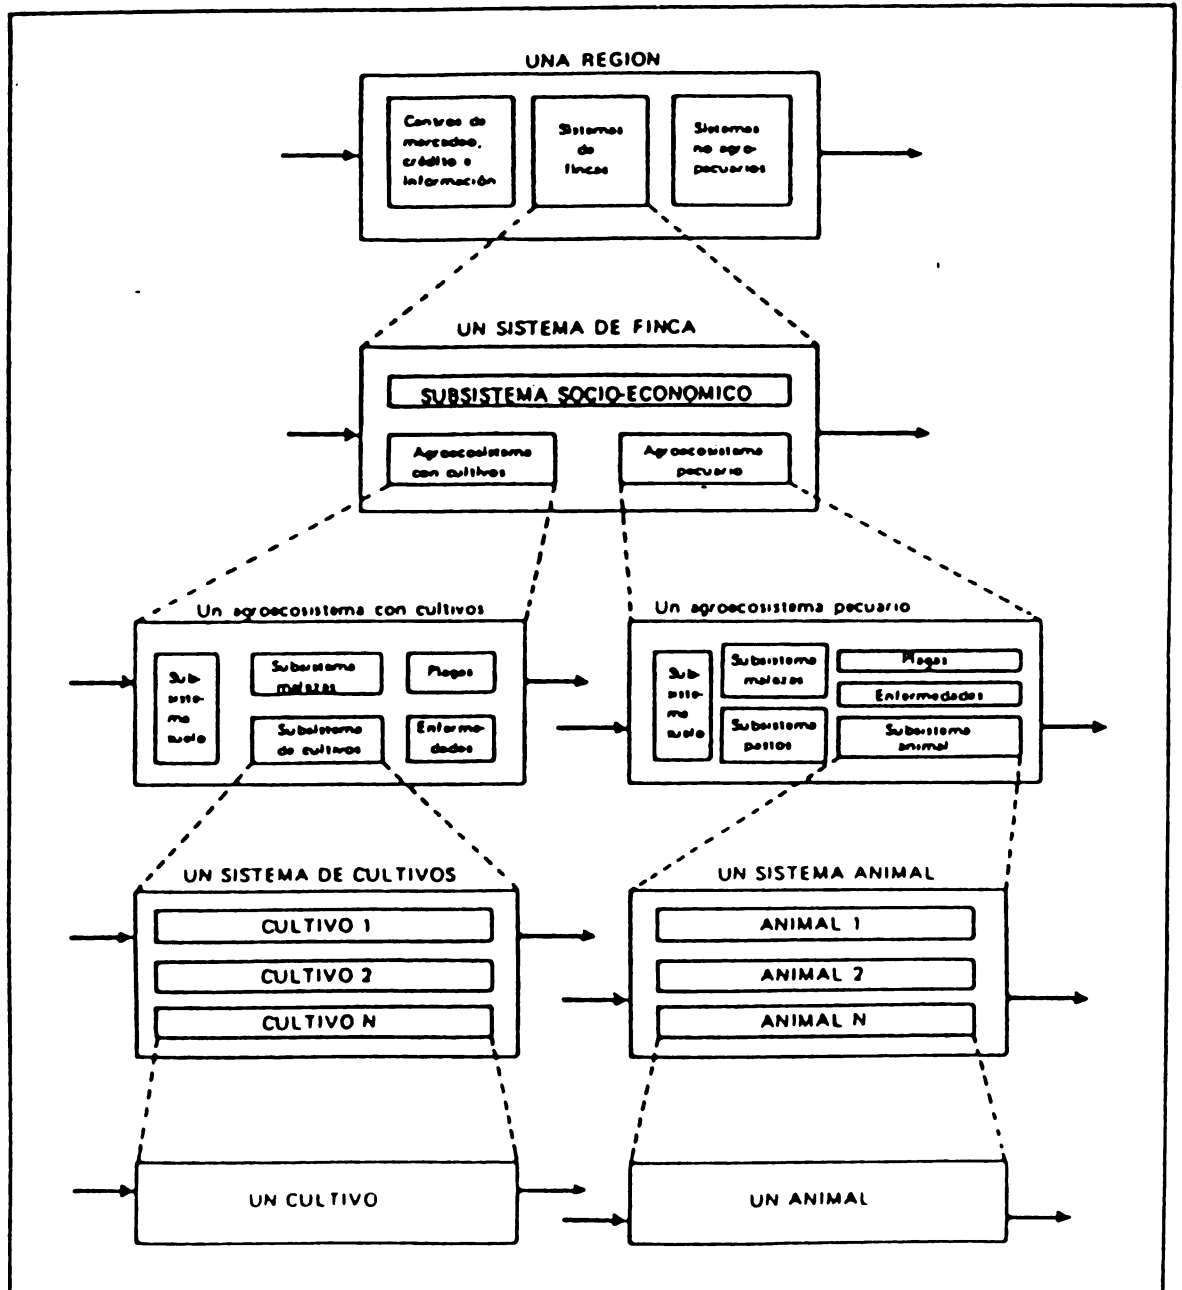 UNA REGION
Centros de
mercadeo,
crédito e
información
Sistemas
de
fincas
Sistemas
no agro-
pecuarios
UN SISTEMA DE FINCA
SUBSISTEMA SOCIO-ECONOMICO
Agroecosistema
con cultivos
Agroecosistema
pecuario
Un agroecosistema con cultivos
Sub-
siste-
ma
suelo
Subsistema
malezas
Plagas
Subsistema
de cultivos
Enferme-
dades
Un agroecosistema pecuario
Sub-
siste-
ma
suelo
Subsistema
malezas
Subsistema
pastos
Plagas
Enfermedades
Subsistema
animal
UN SISTEMA DE CULTIVOS
CULTIVO 1
CULTIVO 2
CULTIVO N
UN SISTEMA ANIMAL
ANIMAL 1
ANIMAL 2
ANIMAL N
UN CULTIVO
UN ANIMAL